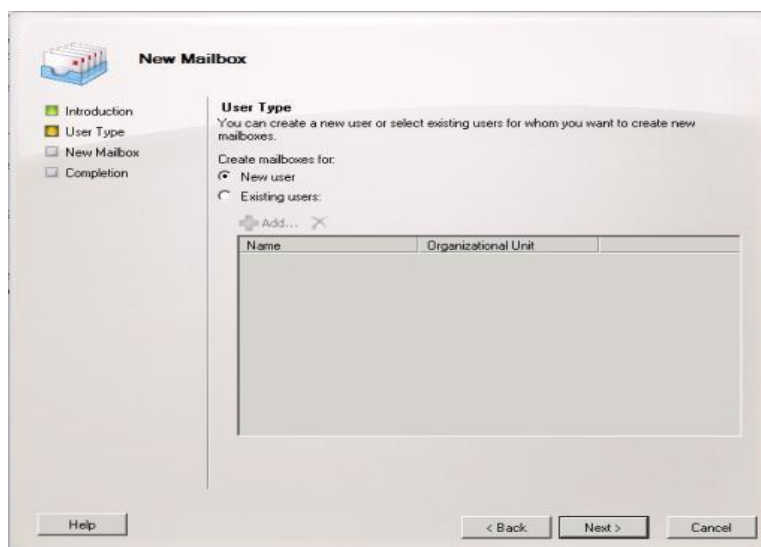 New Mailbox
Introduction
User Type
New Mailbox
Completion
User Type
You can create a new user or select existing users for whom you want to create new
mailboxes.
Create mailboxes for:
New user
Existing users:
Add...
Name Organizational Unit
Help < Back Next > Cancel